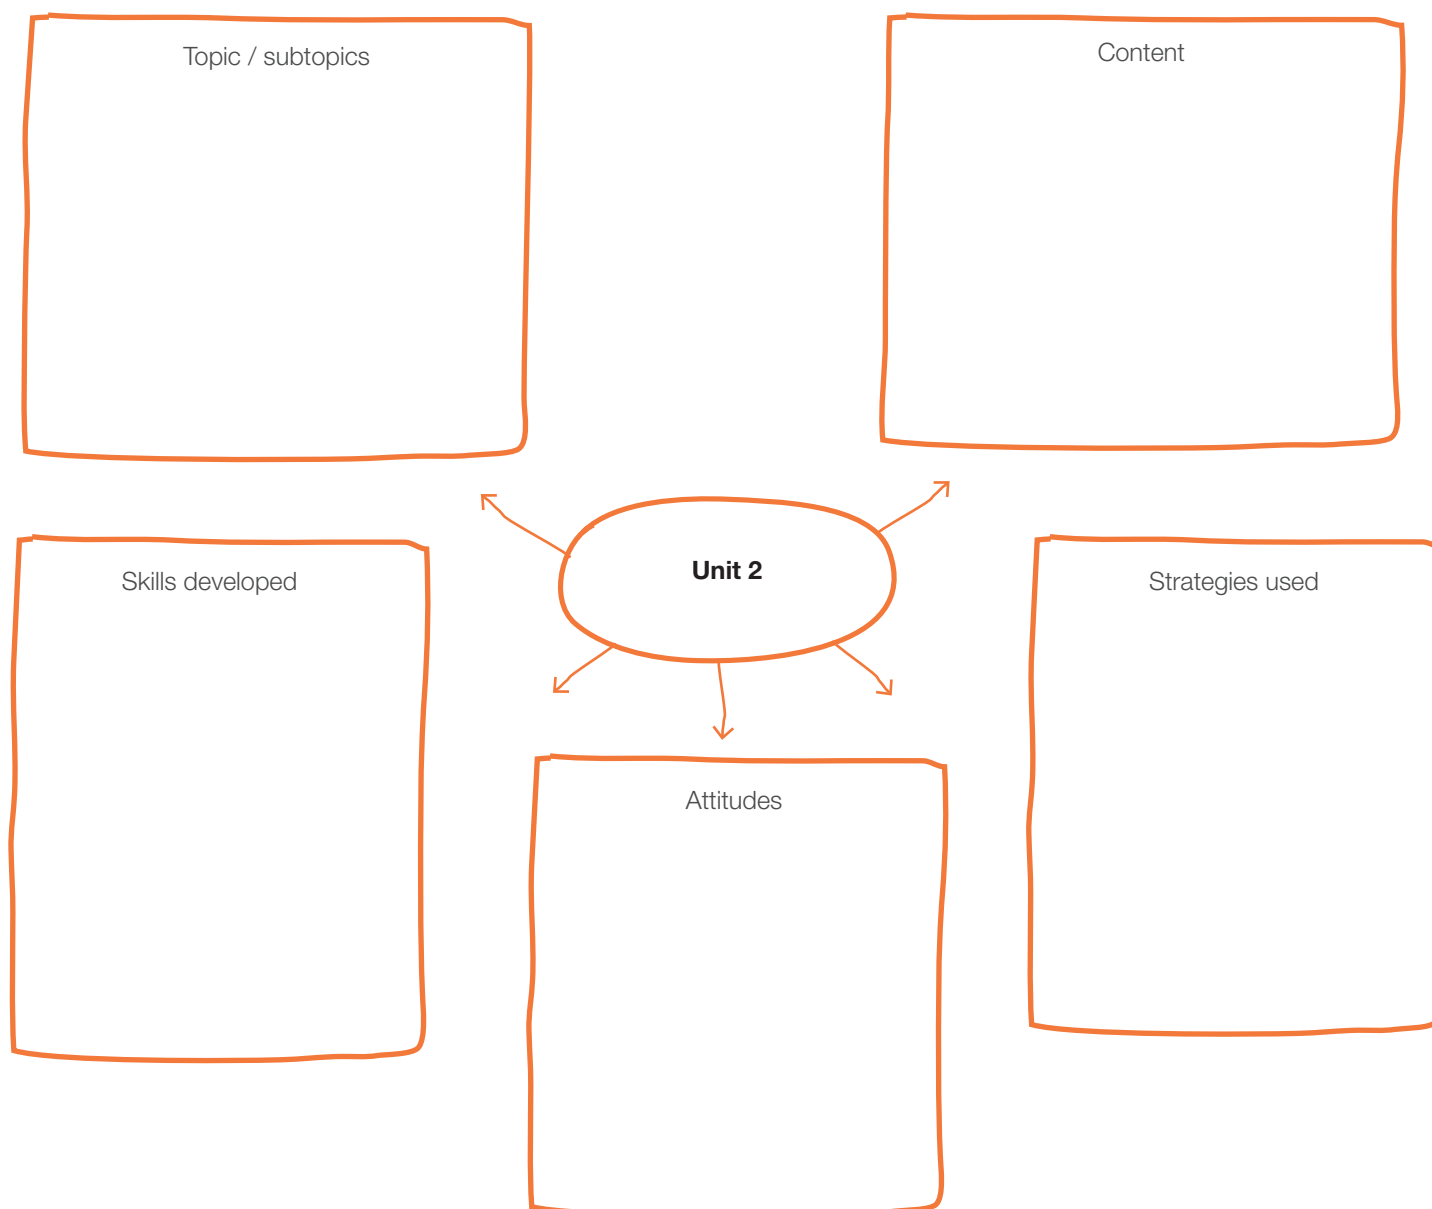 Topic / subtopics
Content
Unit 2
Skills developed
Strategies used
Attitudes